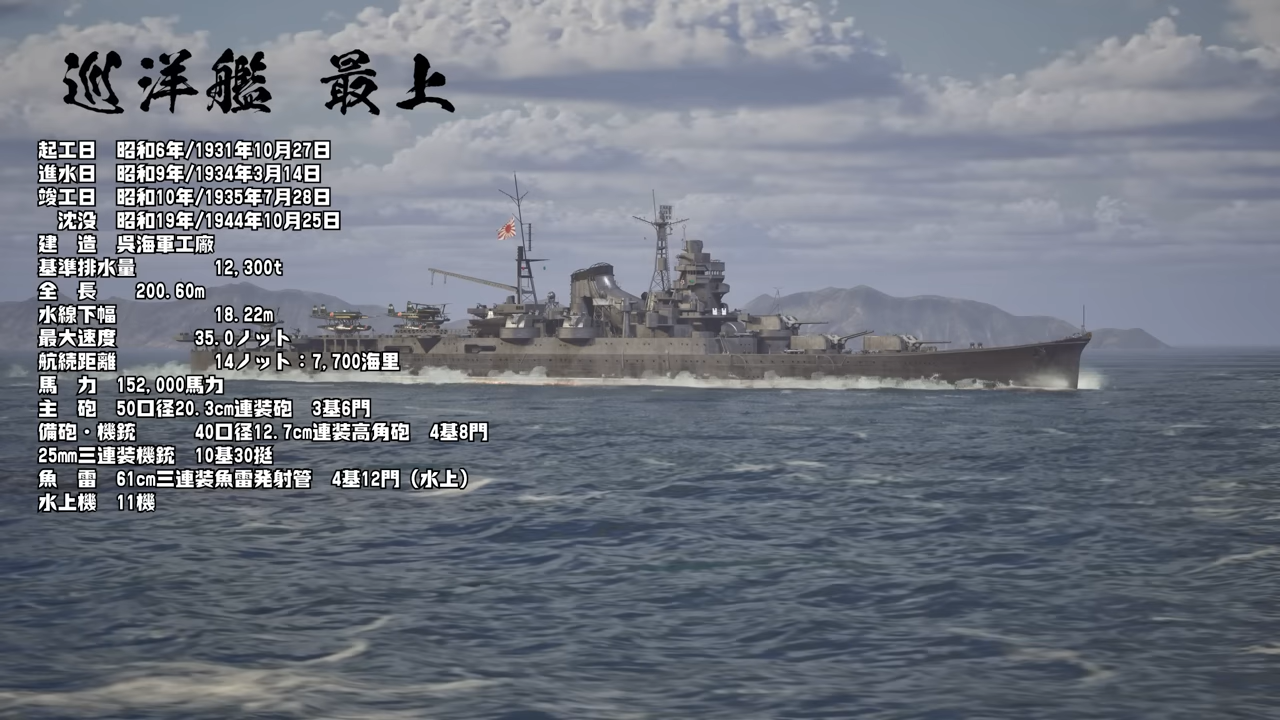 巡洋艦 最上
起工日 昭和6年/1931年10月27日
進水日 昭和9年/1934年3月14日
竣工日 昭和10年/1935年7月28日
沈没 昭和19年/1944年10月25日
建 造 呉海軍工廠
基準排水量 12,300t
全 長 200.60m
水線下幅 18.22m
最大速度 35.0ノット
航続距離 14ノット：7,700海里
馬 力 152,000馬力
主 砲 50口径20.3cm連装砲 3基6門
備砲・機銃 40口径12.7cm連装高角砲 4基8門
25mm三連装機銃 10基30挺
魚 雷 61cm三連装魚雷発射管 4基12門（水上）
水上機 11機